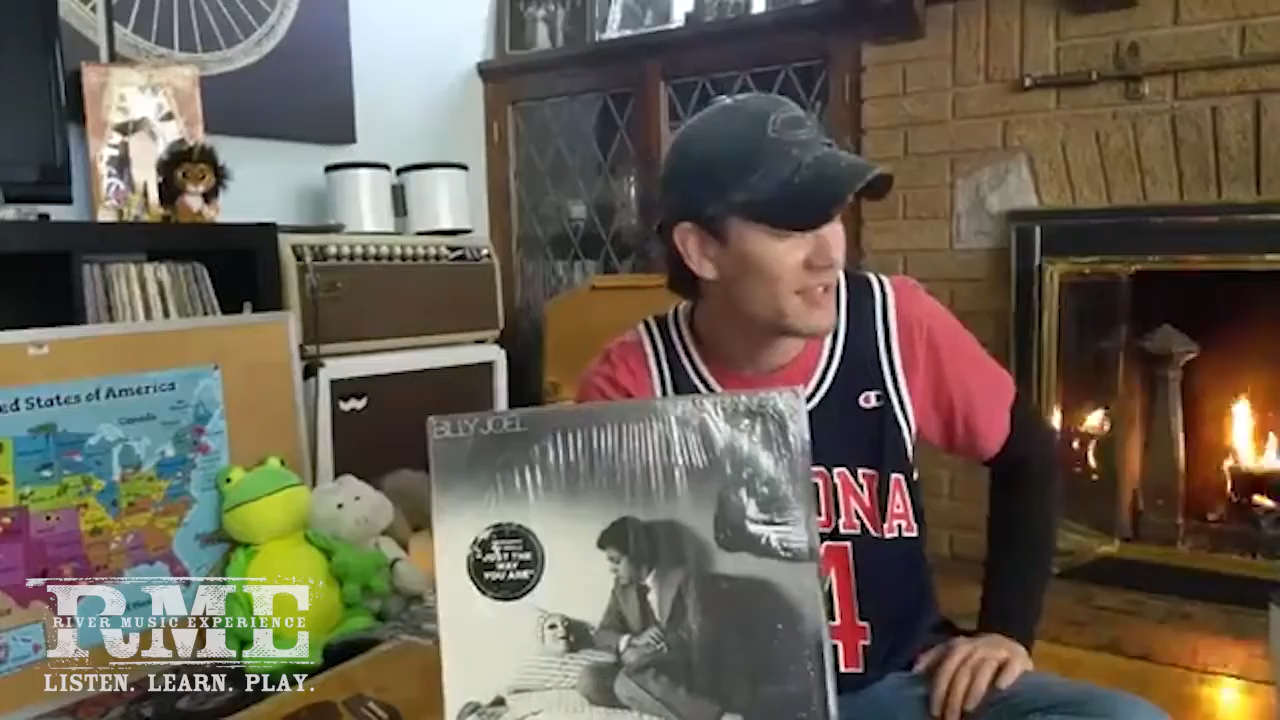 ed States of America
Canada
BILLY JOEL
"JUST THE
WAY
YOU ARE"
ONA
4
RME
RIVER MUSIC EXPERIENCE
LISTEN. LEARN. PLAY.